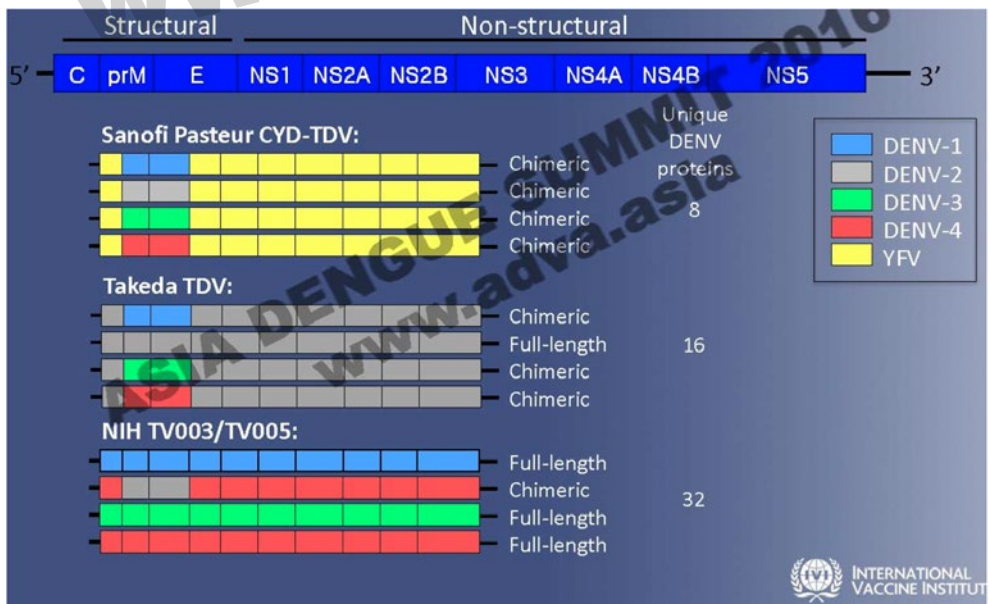 Structural Non-structural
5′ C prM E NS1 NS2A NS2B NS3 NS4A NS4B NS5 3′
Sanofi Pasteur CYD-TDV:
Chimeric
Chimeric
Chimeric
Chimeric
Unique
DENV
proteins
8
DENV-1
DENV-2
DENV-3
DENV-4
YFV
Takeda TDV:
Chimeric
Full-length
Chimeric
Chimeric
16
NIH TV003/TV005:
Full-length
Chimeric
Full-length
Full-length
32
ASIA DENGUE SUMMIT 2016
www.adva.asia
IVI
INTERNATIONAL
VACCINE INSTITUT